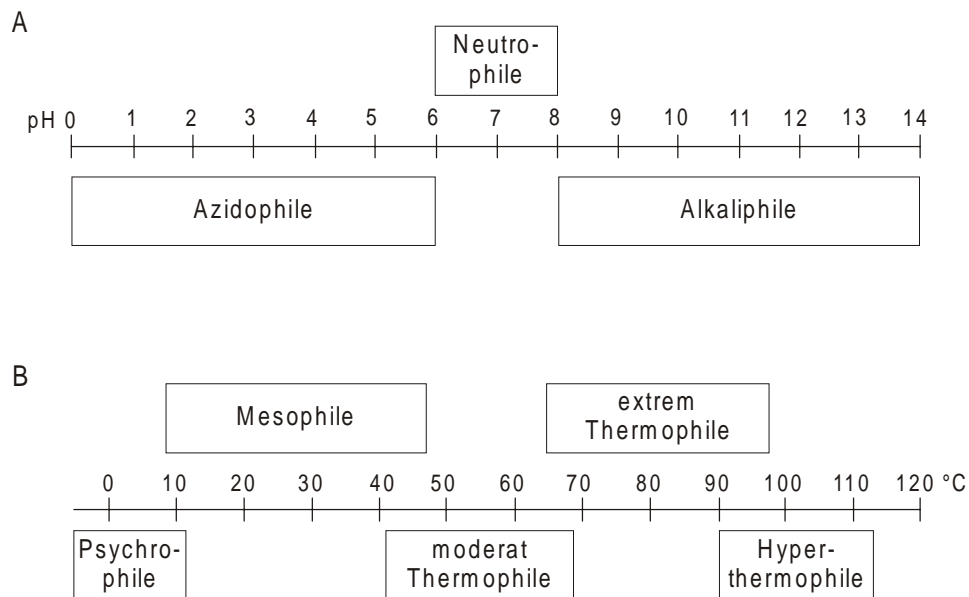 A
Neutro-
phile
pH 0 1 2 3 4 5 6 7 8 9 10 11 12 13 14
Azidophile
Alkaliphile
B
Mesophile
extrem
Thermophile
0 10 20 30 40 50 60 70 80 90 100 110 120 °C
Psychro-
phile
moderat
Thermophile
Hyper-
thermophile